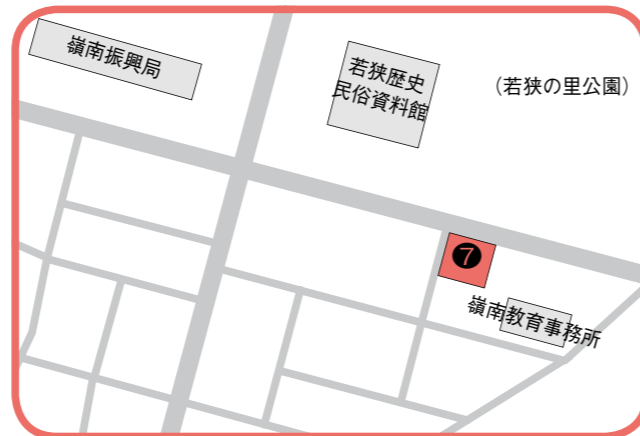 嶺南振興局
若狭歴史
民俗資料館
（若狭の里公園）
❼
嶺南教育事務所